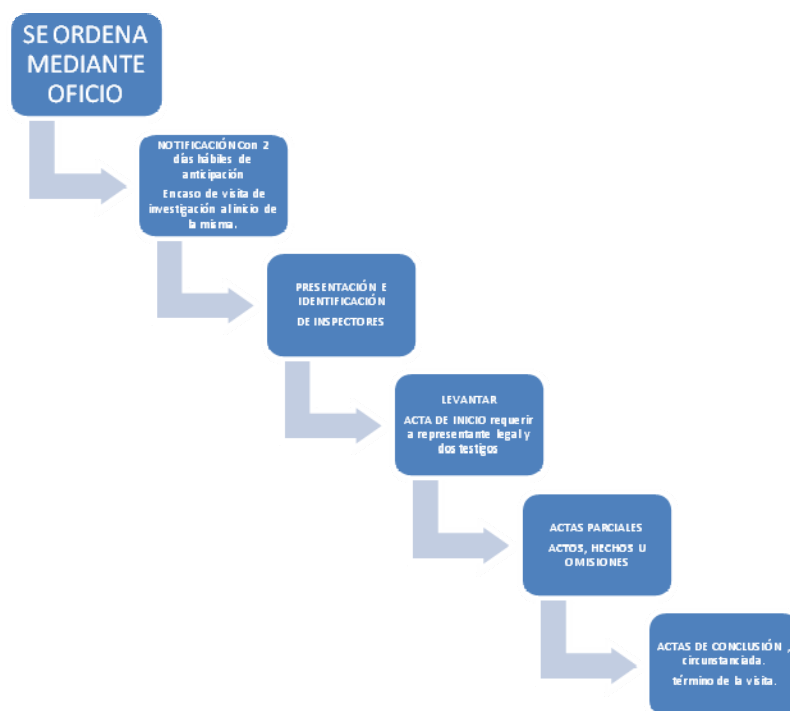 SE ORDENA
MEDIANTE
OFICIO
NOTIFICACIÓN Con 2
días hábiles de
anticipación
En caso de visita de
investigación al inicio de
la misma.
PRESENTACIÓN E
IDENTIFICACIÓN
DE INSPECTORES
LEVANTAR
ACTA DE INICIO requerir
a representante legal y
dos testigos
ACTAS PARCIALES
ACTOS, HECHOS U
OMISIONES
ACTAS DE CONCLUSIÓN ,
circunstanciada.
término de la visita.